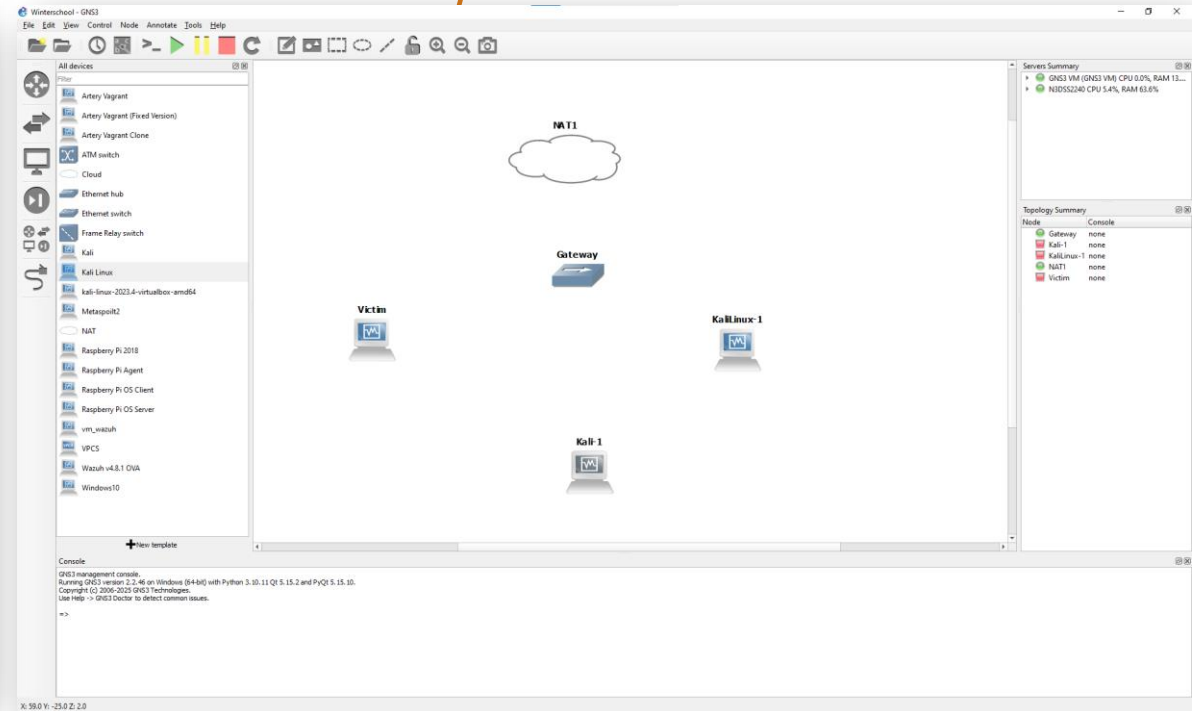 Winterschool - GNS3
File Edit View Control Node Annotate Tools Help
All devices
Filter
Artery Vagrant
Artery Vagrant (Fixed Version)
Artery Vagrant Clone
ATM switch
Cloud
Ethernet hub
Ethernet switch
Frame Relay switch
Kali
Kali Linux
kali-linux-2023.4-virtualbox-amd64
Metaspoilt2
NAT
Raspberry Pi 2018
Raspberry Pi Agent
Raspberry Pi OS Client
Raspberry Pi OS Server
vm_wazuh
VPCS
Wazuh v4.8.1 OVA
Windows10
New template
NAT1
Gateway
Victim
KaliLinux-1
Kali-1
Servers Summary
GNS3 VM (GNS3 VM) CPU 0.0%, RAM 13...
N3DSS2240 CPU 5.4%, RAM 63.6%
Topology Summary
Node Console
Gateway none
Kali-1 none
KaliLinux-1 none
NAT1 none
Victim none
Console
GNS3 management console.
Running GNS3 version 2.2.46 on Windows (64-bit) with Python 3.10.11 Qt 5.15.2 and PyQt 5.15.10.
Copyright (c) 2006-2025 GNS3 Technologies.
Use Help -> GNS3 Doctor to detect common issues.
=>
X: 59.0 Y: -25.0 Z: 2.0